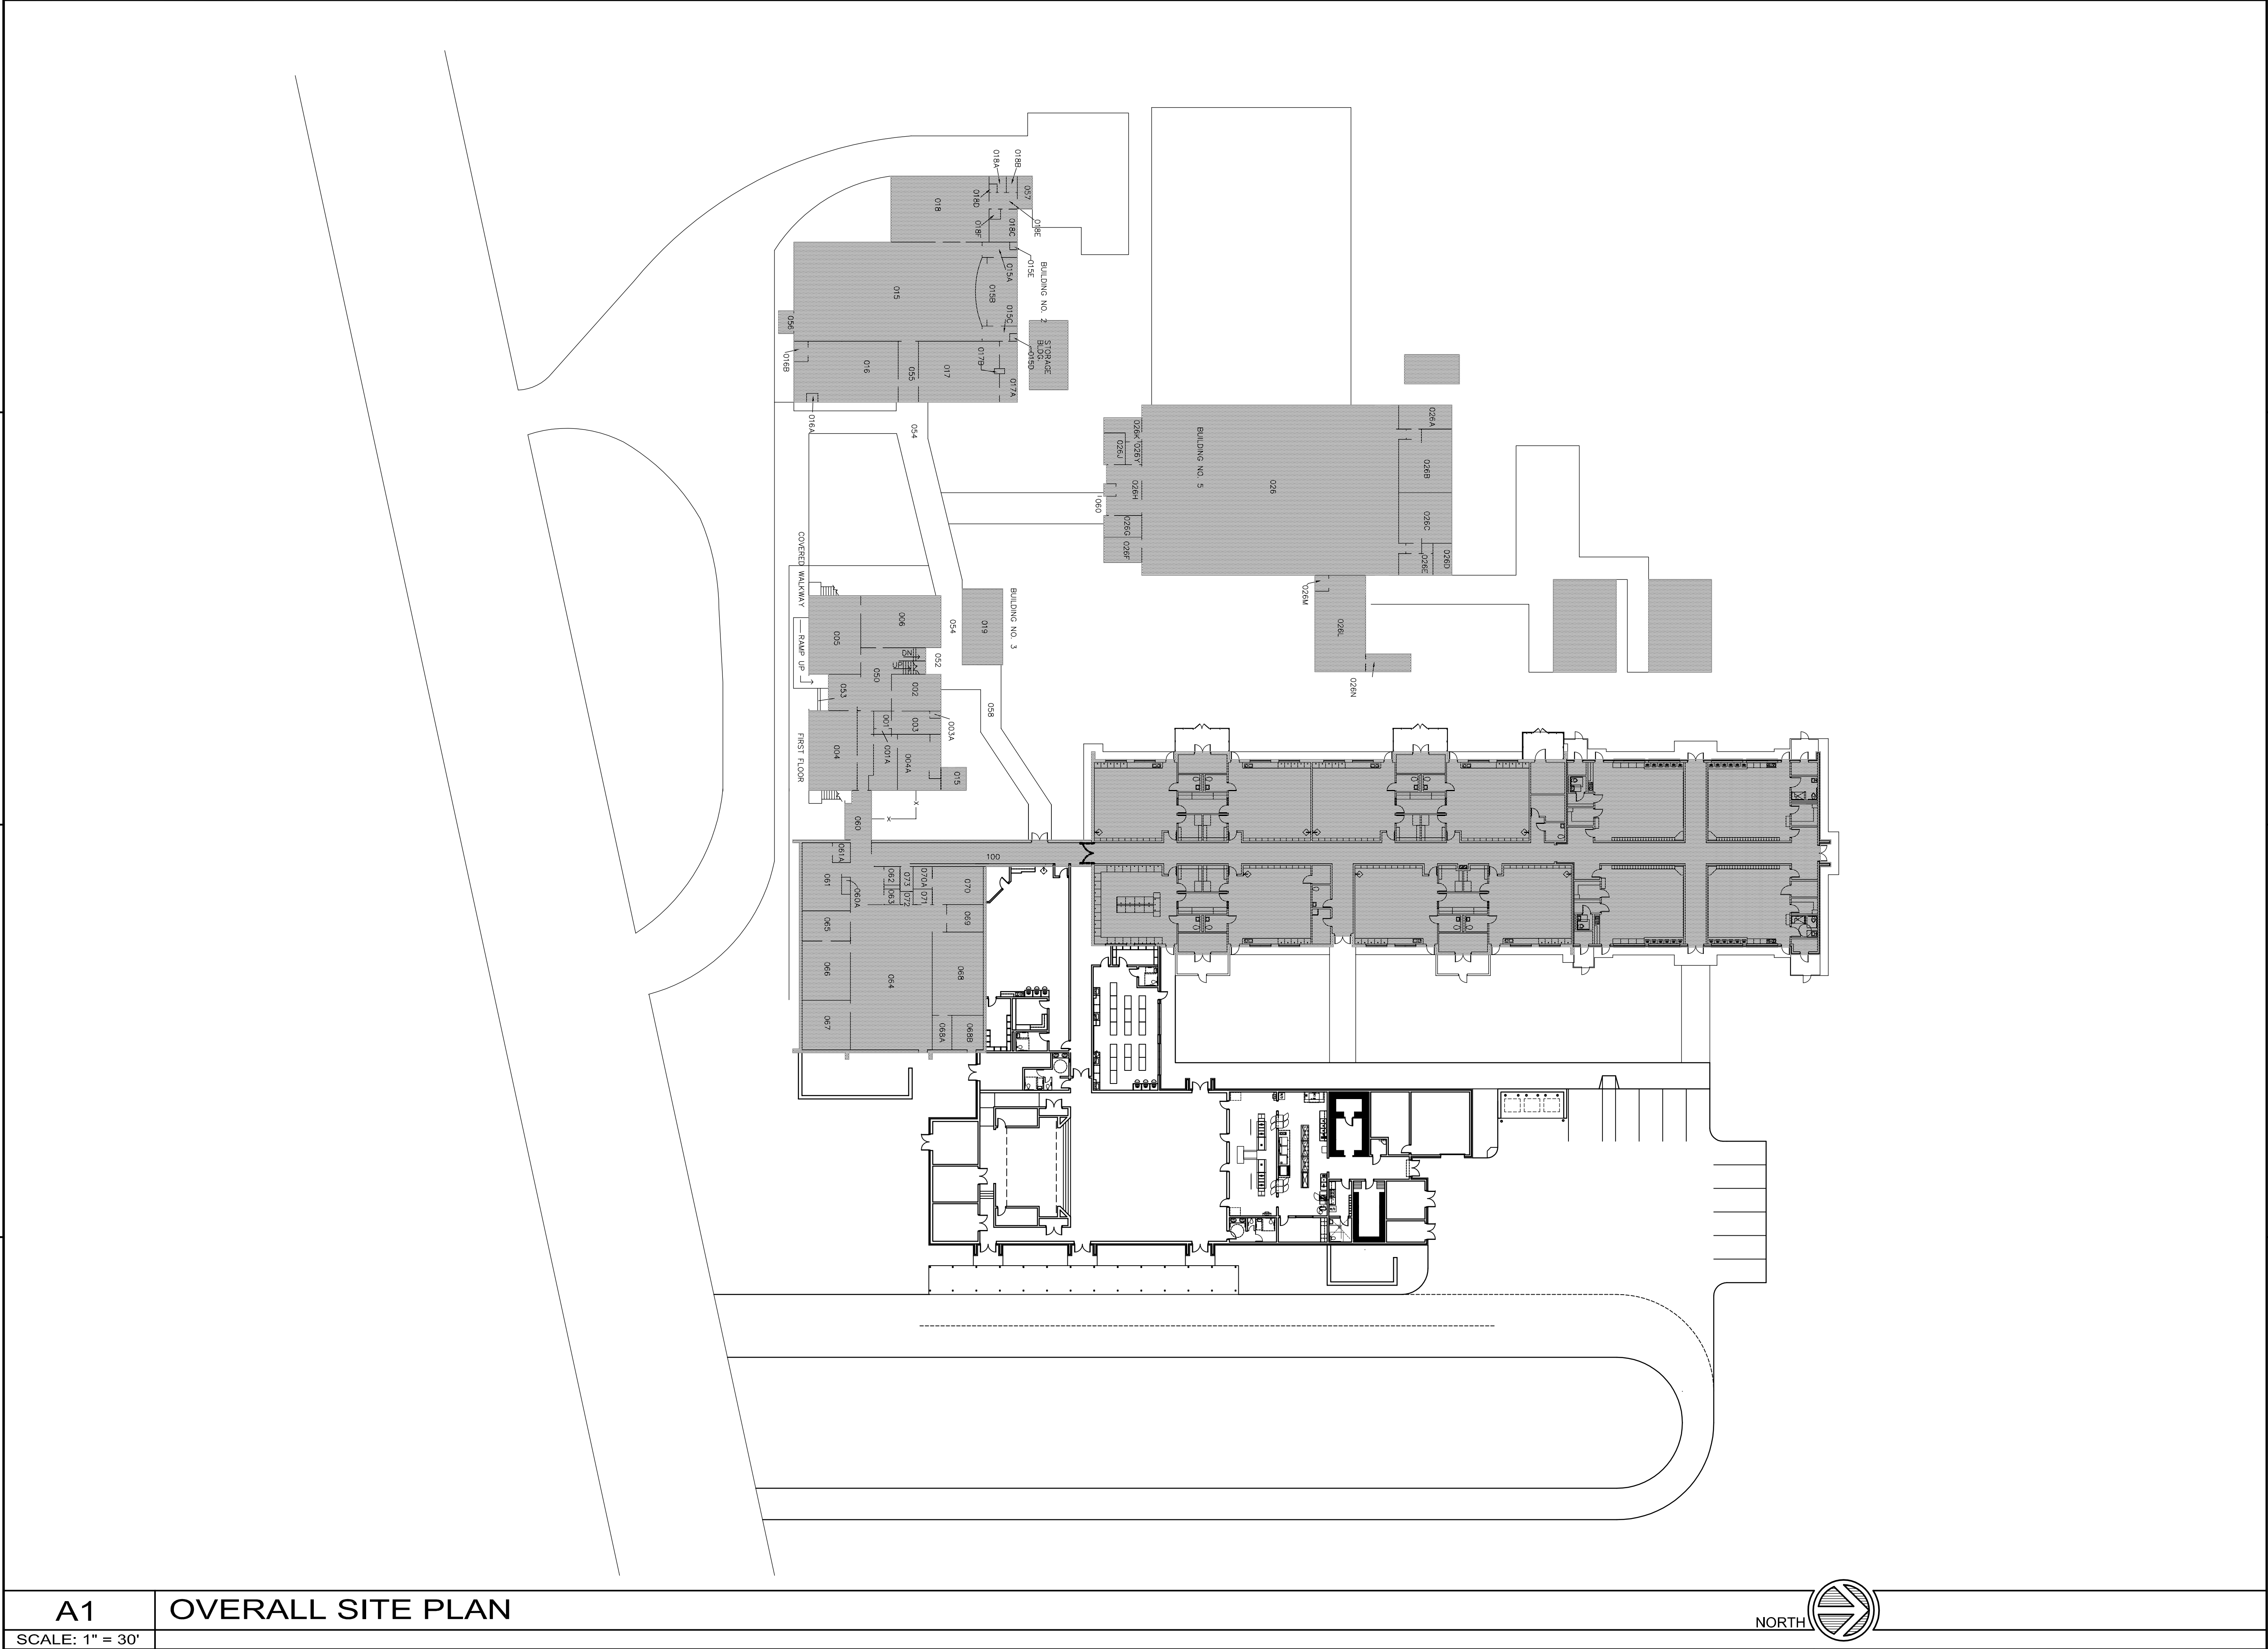 018A
018B
057
018D
018
018E
018F
018C
015E
015A
BUILDING NO. 2
015
015B
015C
056
STORAGE
BLDG.
015D
016B
016
055
017
017B
017A
016A
054
026A
BUILDING NO. 5
026K
026Y
026J
026B
026
026H
060
026G
026C
026F
026D
026E
COVERED WALKWAY
026M
BUILDING NO. 3
006
054
019
005
RAMP UP
026L
DN
UP
052
050
026N
053
002
058
001
003
003A
FIRST FLOOR
004
001A
004A
015
X
X
060
061A
100
061
060A
062
063
073
072
070A
071
070
065
069
066
064
068
067
068A
068B
A1
OVERALL SITE PLAN
NORTH
SCALE: 1" = 30'